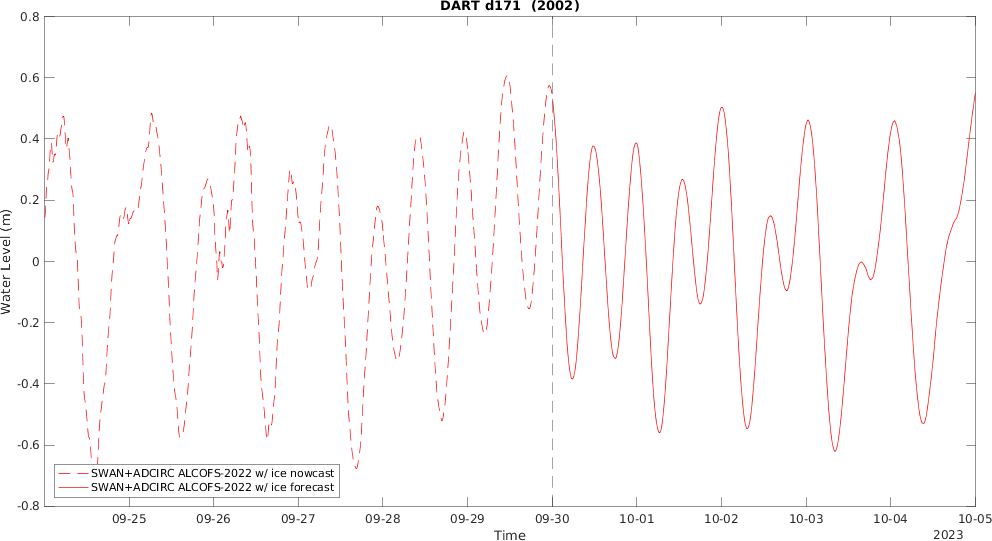 DART d171 (2002)
0.8
0.6
0.4
0.2
0
-0.2
-0.4
-0.6
-0.8
Water Level (m)
SWAN+ADCIRC ALCOFS-2022 w/ ice nowcast
SWAN+ADCIRC ALCOFS-2022 w/ ice forecast
09-25 09-26 09-27 09-28 09-29 09-30 10-01 10-02 10-03 10-04 10-05
Time
2023